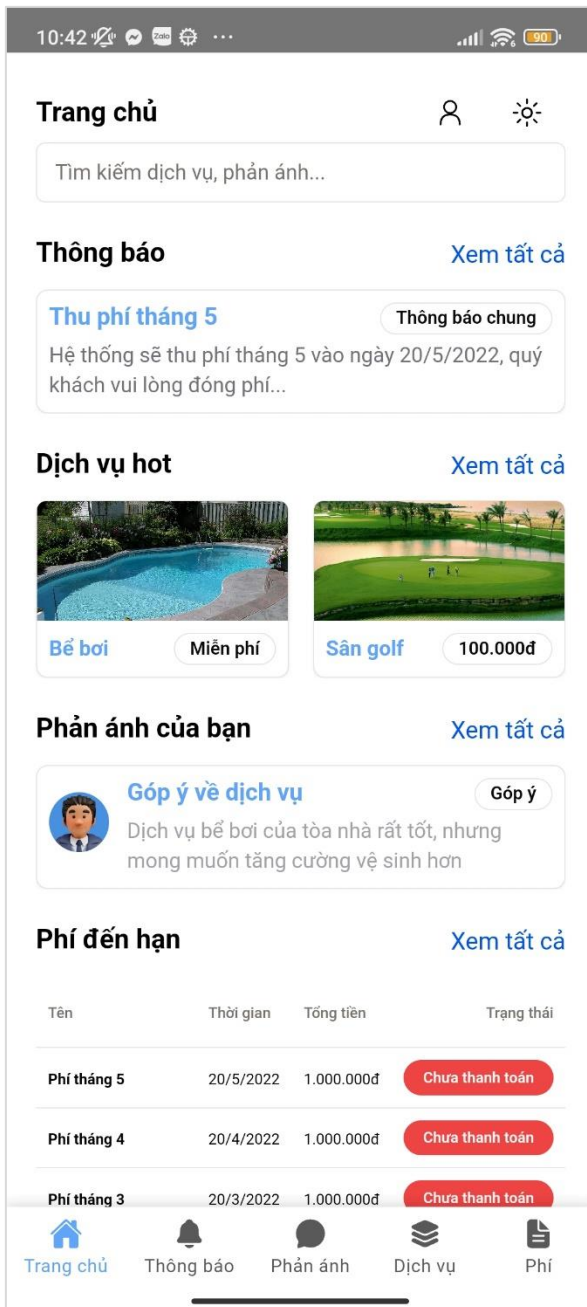 10:42 Zalo ... 90
Trang chủ
Tìm kiếm dịch vụ, phản ánh...
Thông báo Xem tất cả
Thu phí tháng 5 Thông báo chung
Hệ thống sẽ thu phí tháng 5 vào ngày 20/5/2022, quý
khách vui lòng đóng phí...
Dịch vụ hot Xem tất cả
Bể bơi Miễn phí Sân golf 100.000đ
Phản ánh của bạn Xem tất cả
Góp ý về dịch vụ Góp ý
Dịch vụ bể bơi của tòa nhà rất tốt, nhưng
mong muốn tăng cường vệ sinh hơn
Phí đến hạn Xem tất cả
Tên Thời gian Tổng tiền Trạng thái
Phí tháng 5 20/5/2022 1.000.000đ Chưa thanh toán
Phí tháng 4 20/4/2022 1.000.000đ Chưa thanh toán
Phí tháng 3 20/3/2022 1.000.000đ Chưa thanh toán
Trang chủ Thông báo Phản ánh Dịch vụ Phí